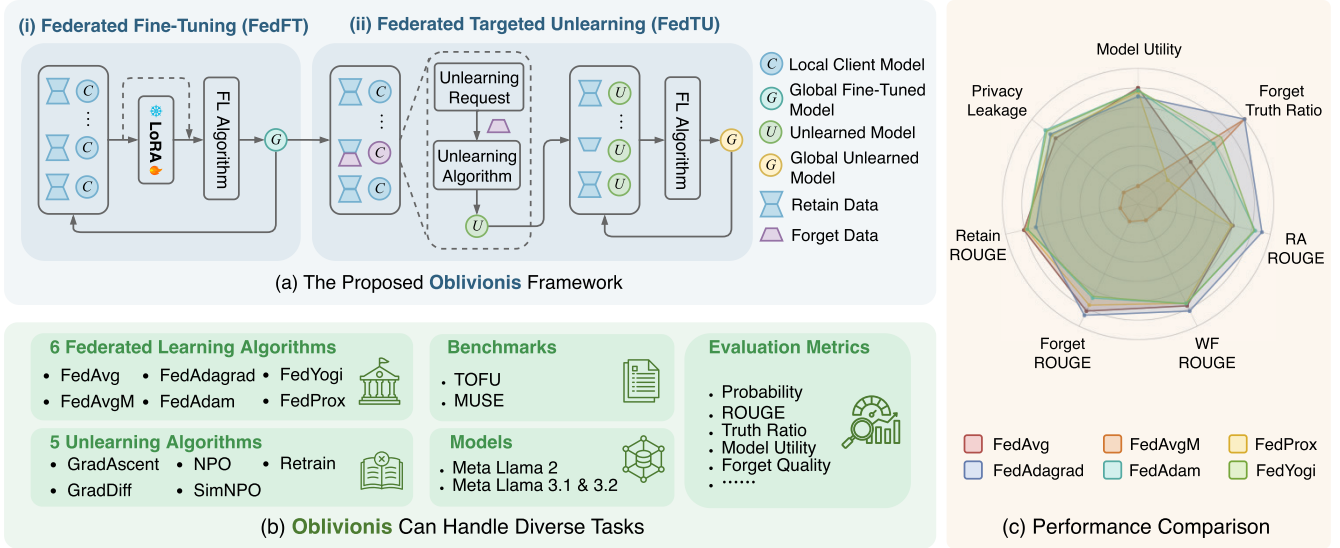 (i) Federated Fine-Tuning (FedFT)
(ii) Federated Targeted Unlearning (FedTU)
C
C
C
LoRA
FL Algorithm
G
C
C
C
Unlearning
Request
Unlearning
Algorithm
U
U
U
U
FL Algorithm
G
C Local Client Model
G Global Fine-Tuned
Model
U Unlearned Model
G Global Unlearned
Model
Retain Data
Forget Data
(a) The Proposed Oblivionis Framework
6 Federated Learning Algorithms
• FedAvg • FedAdagrad • FedYogi
• FedAvgM • FedAdam • FedProx
5 Unlearning Algorithms
• GradAscent • NPO • Retrain
• GradDiff • SimNPO
Benchmarks
• TOFU
• MUSE
Models
• Meta Llama 2
• Meta Llama 3.1 & 3.2
Evaluation Metrics
• Probability
• ROUGE
• Truth Ratio
• Model Utility
• Forget Quality
• ······
(b) Oblivionis Can Handle Diverse Tasks
Model Utility
Privacy
Leakage
Forget
Truth Ratio
Retain
ROUGE
RA
ROUGE
Forget
ROUGE
WF
ROUGE
FedAvg FedAvgM FedProx
FedAdagrad FedAdam FedYogi
(c) Performance Comparison